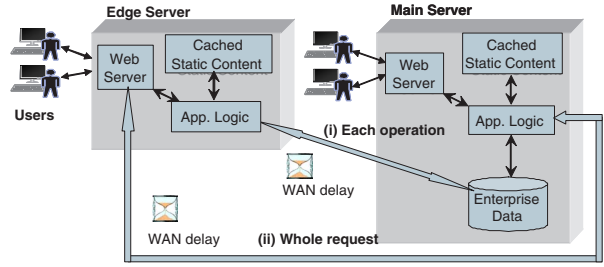 Edge Server
Main Server
Web
Server
Cached
Static Content
App. Logic
Users
Web
Server
Cached
Static Content
App. Logic
(i) Each operation
WAN delay
Enterprise
Data
WAN delay
(ii) Whole request